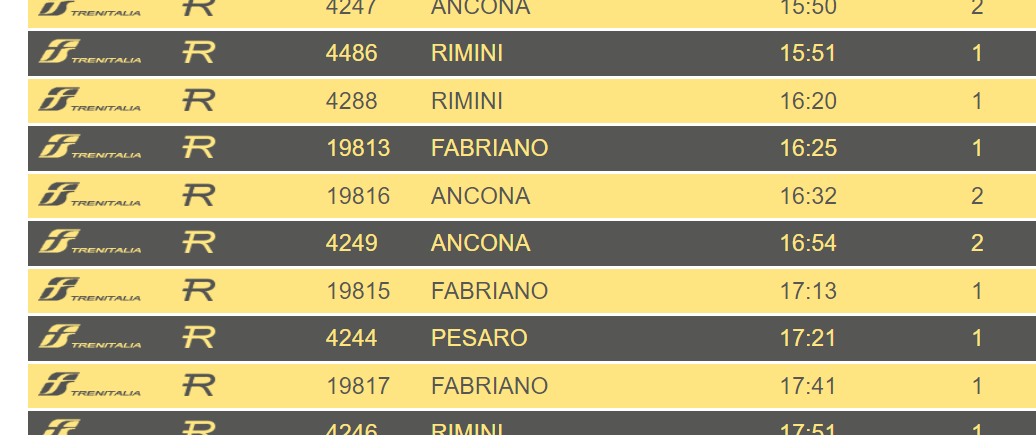 TRENITALIA R 4247 ANCONA 15:50 2
TRENITALIA R 4486 RIMINI 15:51 1
TRENITALIA R 4288 RIMINI 16:20 1
TRENITALIA R 19813 FABRIANO 16:25 1
TRENITALIA R 19816 ANCONA 16:32 2
TRENITALIA R 4249 ANCONA 16:54 2
TRENITALIA R 19815 FABRIANO 17:13 1
TRENITALIA R 4244 PESARO 17:21 1
TRENITALIA R 19817 FABRIANO 17:41 1
R 4246 RIMINI 17:51 1